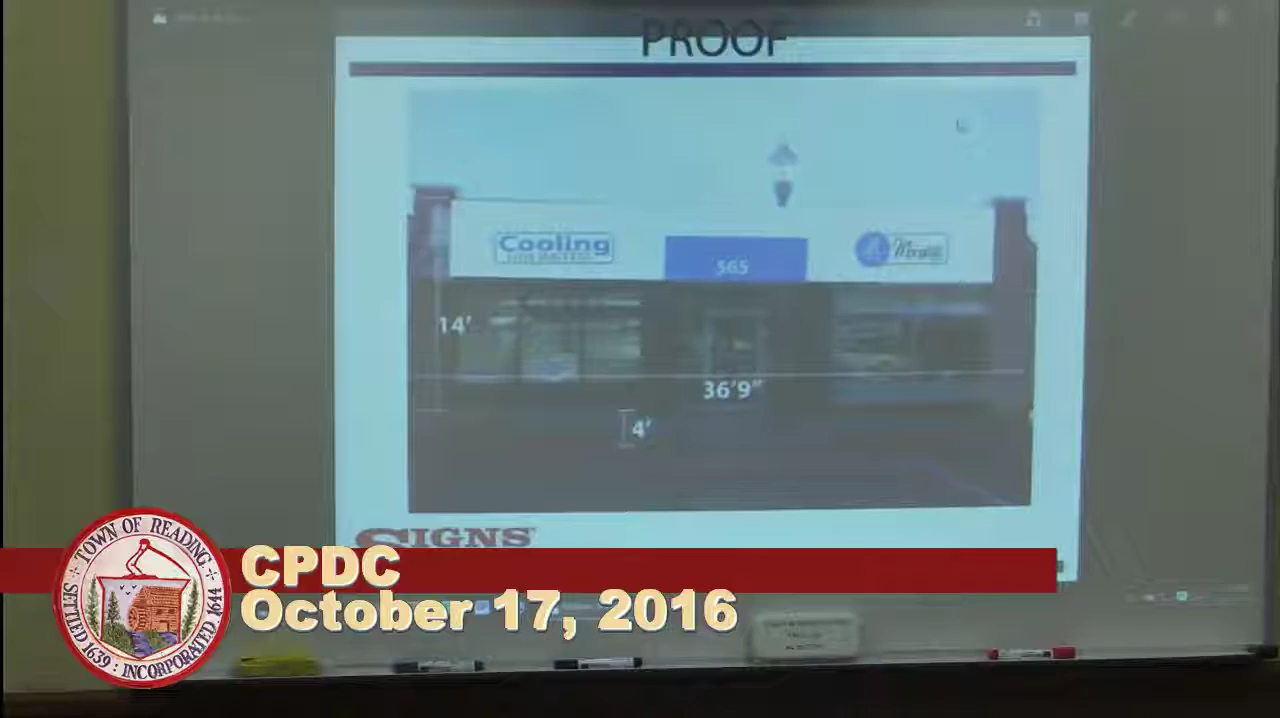 PROOF
Cooling
565
14'
36'9"
4'
SIGNS
CPDC
October 17, 2016
TOWN OF READING
SETTLED 1639 : INCORPORATED 1644